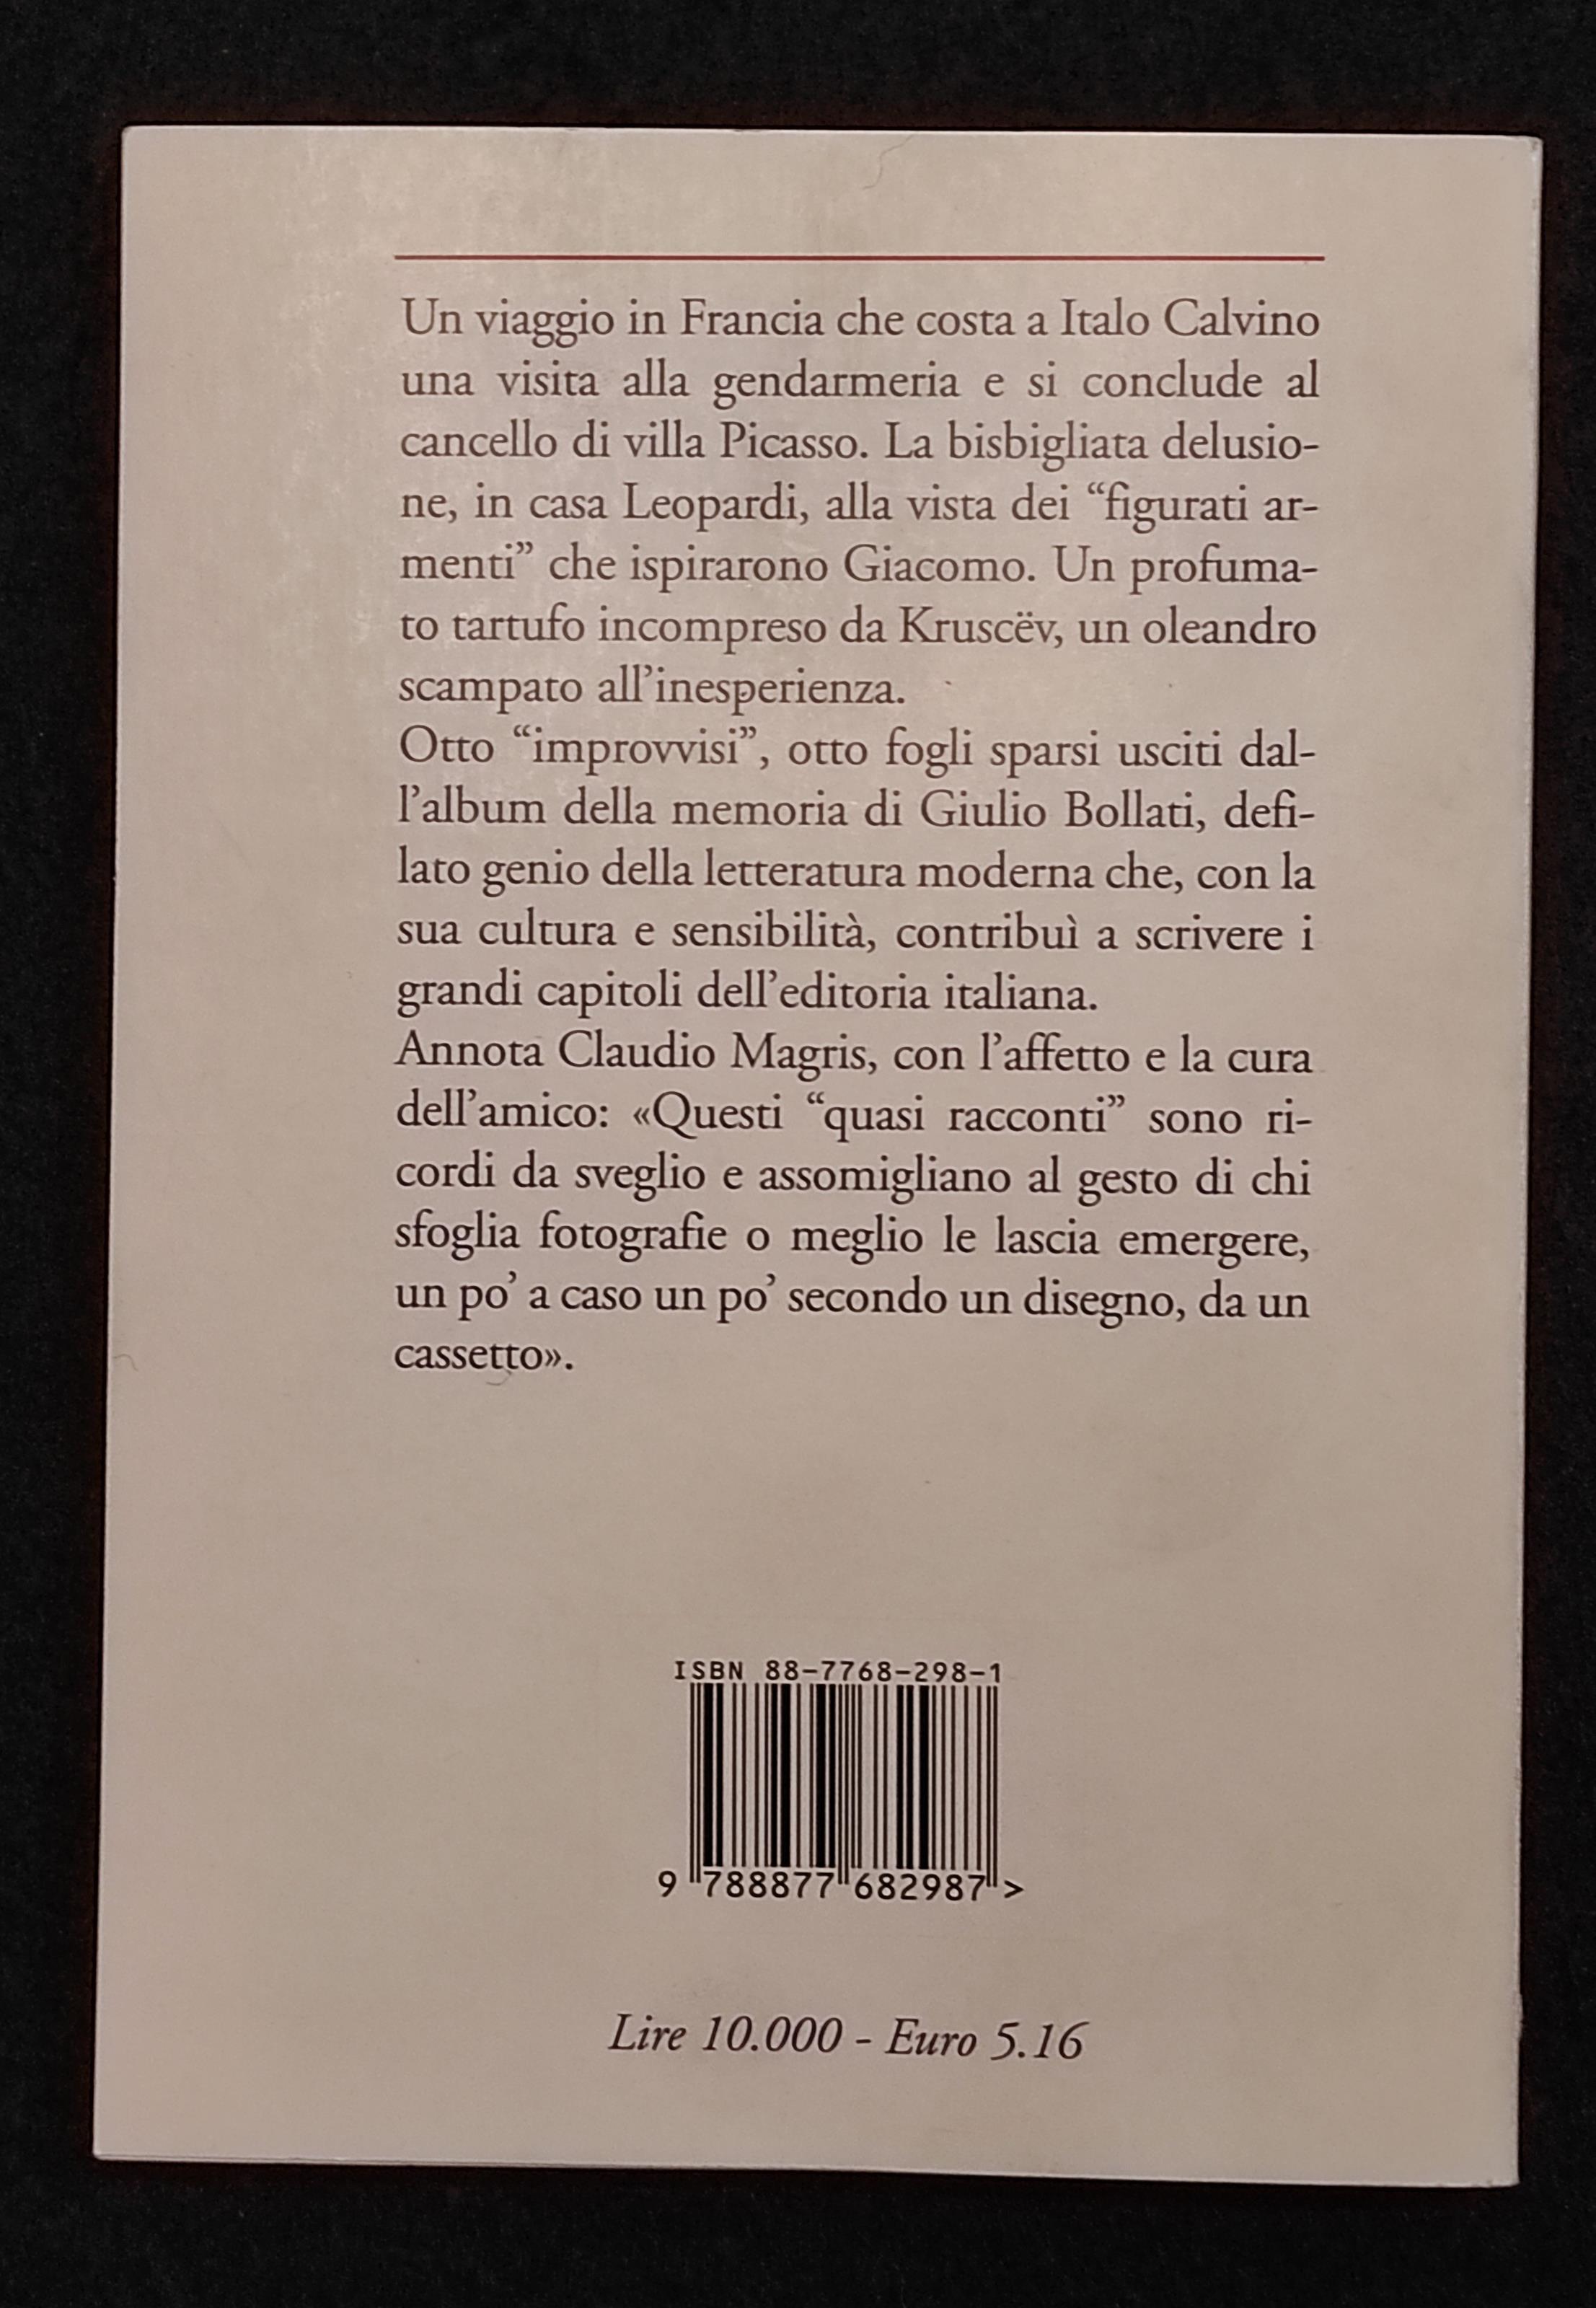 Un viaggio in Francia che costa a Italo Calvino
una visita alla gendarmeria e si conclude al
cancello di villa Picasso. La bisbigliata delusio-
ne, in casa Leopardi, alla vista dei “figurati ar-
menti” che ispirarono Giacomo. Un profuma-
to tartufo incompreso da Kruscëv, un oleandro
scampato all’inesperienza.
Otto “improvvisi”, otto fogli sparsi usciti dal-
l’album della memoria di Giulio Bollati, defi-
lato genio della letteratura moderna che, con la
sua cultura e sensibilità, contribuì a scrivere i
grandi capitoli dell’editoria italiana.
Annota Claudio Magris, con l’affetto e la cura
dell’amico: «Questi “quasi racconti” sono ri-
cordi da sveglio e assomigliano al gesto di chi
sfoglia fotografie o meglio le lascia emergere,
un po’ a caso un po’ secondo un disegno, da un
cassetto».
ISBN 88-7768-298-1
9 788877 682987 >
Lire 10.000 - Euro 5.16